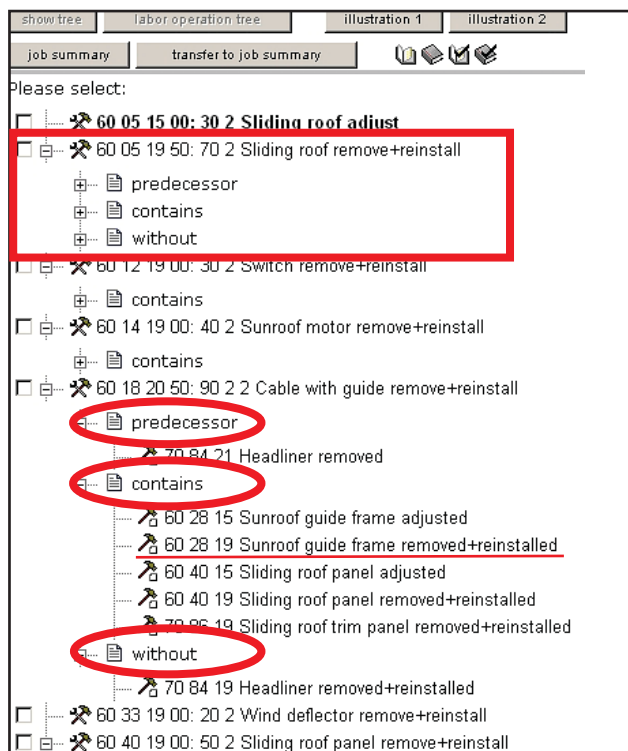 show tree labor operation tree illustration 1 illustration 2
job summary transfer to job summary
Please select:
60 05 15 00: 30 2 Sliding roof adjust
60 05 19 50: 70 2 Sliding roof remove+reinstall
predecessor
contains
without
60 12 19 00: 30 2 Switch remove+reinstall
contains
60 14 19 00: 40 2 Sunroof motor remove+reinstall
contains
60 18 20 50: 90 2 2 Cable with guide remove+reinstall
predecessor
70 84 21 Headliner removed
contains
60 28 15 Sunroof guide frame adjusted
60 28 19 Sunroof guide frame removed+reinstalled
60 40 15 Sliding roof panel adjusted
60 40 19 Sliding roof panel removed+reinstalled
70 86 19 Sliding roof trim panel removed+reinstalled
without
70 84 19 Headliner removed+reinstalled
60 33 19 00: 20 2 Wind deflector remove+reinstall
60 40 19 00: 50 2 Sliding roof panel remove+reinstall